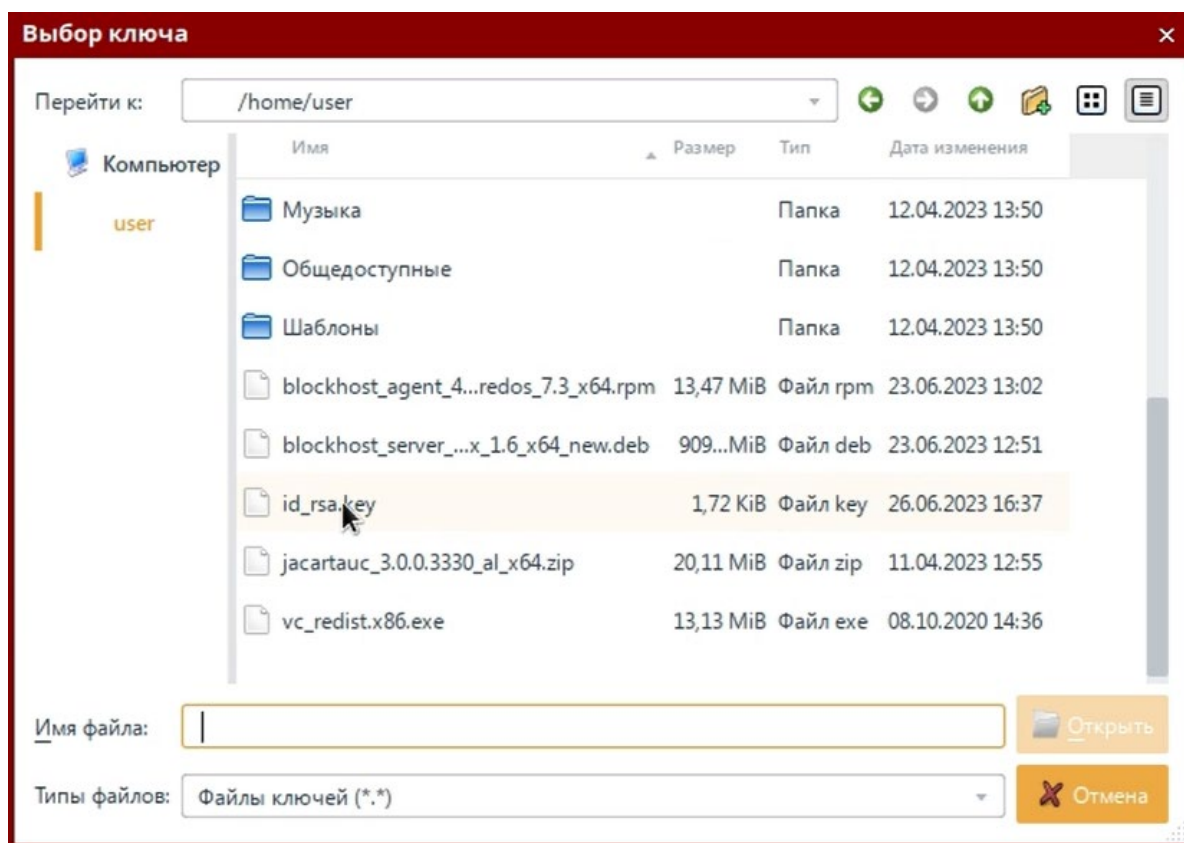 Выбор ключа
Перейти к: /home/user
Компьютер
user
Имя Размер Тип Дата изменения
Музыка Папка 12.04.2023 13:50
Общедоступные Папка 12.04.2023 13:50
Шаблоны Папка 12.04.2023 13:50
blockhost_agent_4...redos_7.3_x64.rpm 13,47 MiB Файл rpm 23.06.2023 13:02
blockhost_server_...x_1.6_x64_new.deb 909...MiB Файл deb 23.06.2023 12:51
id_rsa.key 1,72 KiB Файл key 26.06.2023 16:37
jacartauc_3.0.0.3330_al_x64.zip 20,11 MiB Файл zip 11.04.2023 12:55
vc_redist.x86.exe 13,13 MiB Файл exe 08.10.2020 14:36
Имя файла: Открыть
Типы файлов: Файлы ключей (*.*) Отмена